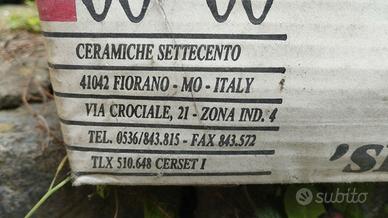 CERAMICHE SETTECENTO
41042 FIORANO - MO - ITALY
VIA CROCIALE, 21 - ZONA IND. 4
TEL. 0536/843.815 - FAX 843.572
TLX 510.648 CERSET I
subito